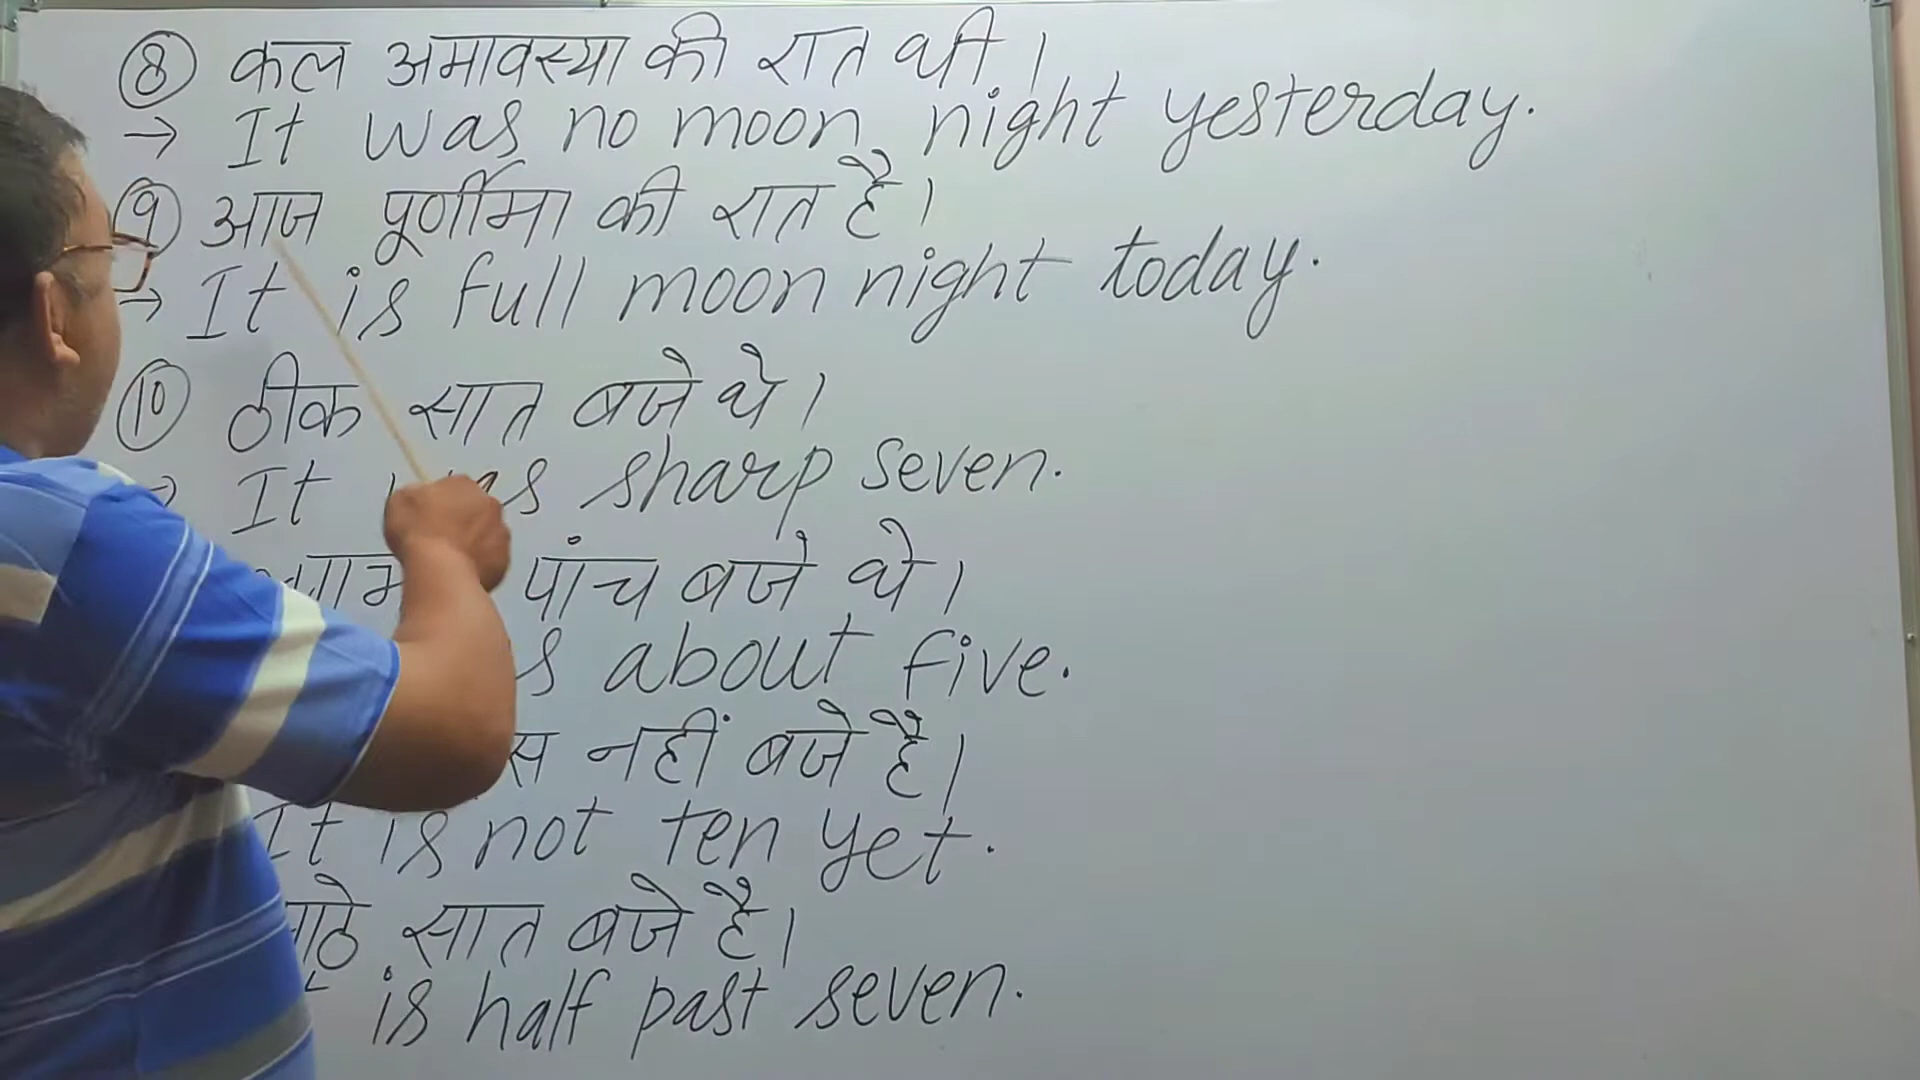 8 कल अमावस्या की रात थी।
→ It was no moon night yesterday.
9 आज पूर्णीमा की रात है।
→ It is full moon night today.
10 ठीक सात बजे थे।
It was sharp seven.
पांच बजे थे।
about five.
नहीं बजे है।
It is not ten yet.
सात बजे है।
is half past seven.